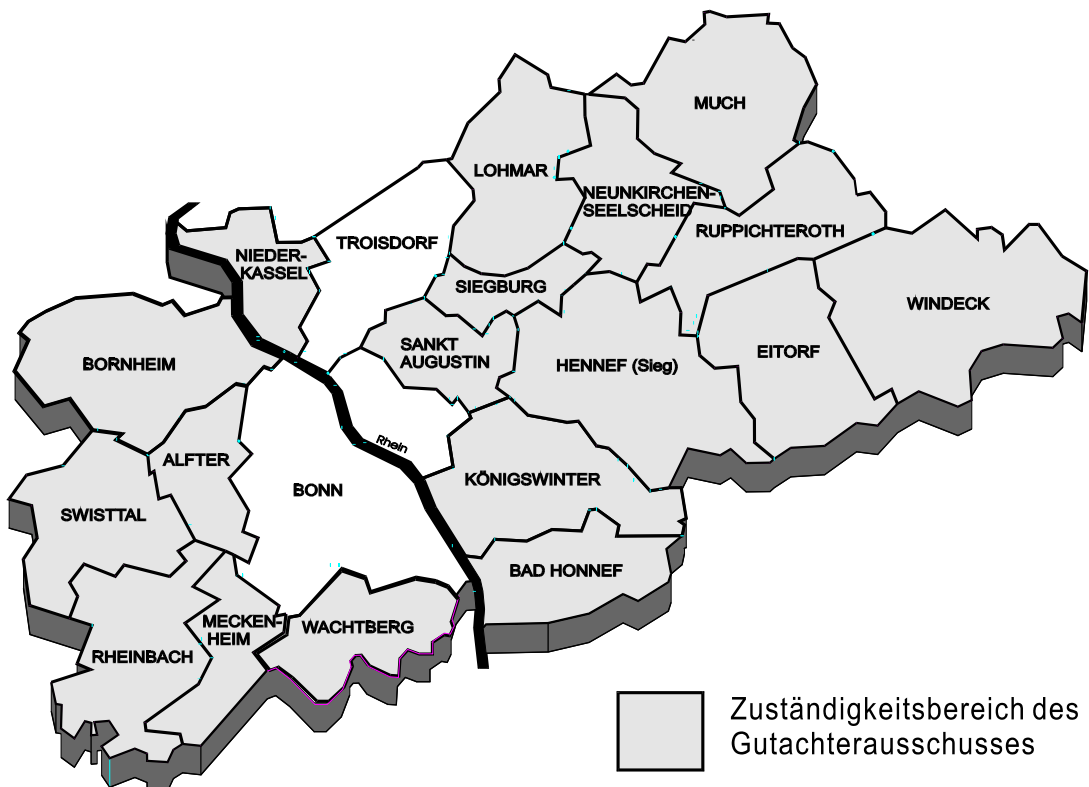 MUCH
LOHMAR
NEUNKIRCHEN-
SEELSCHEID
RUPPICHTEROTH
TROISDORF
NIEDER-
KASSEL
SIEGBURG
WINDECK
SANKT
AUGUSTIN
HENNEF (Sieg)
EITORF
BORNHEIM
Rhein
ALFTER
BONN
KÖNIGSWINTER
SWISTTAL
BAD HONNEF
MECKEN-
HEIM
WACHTBERG
RHEINBACH
Zuständigkeitsbereich des
Gutachterausschusses